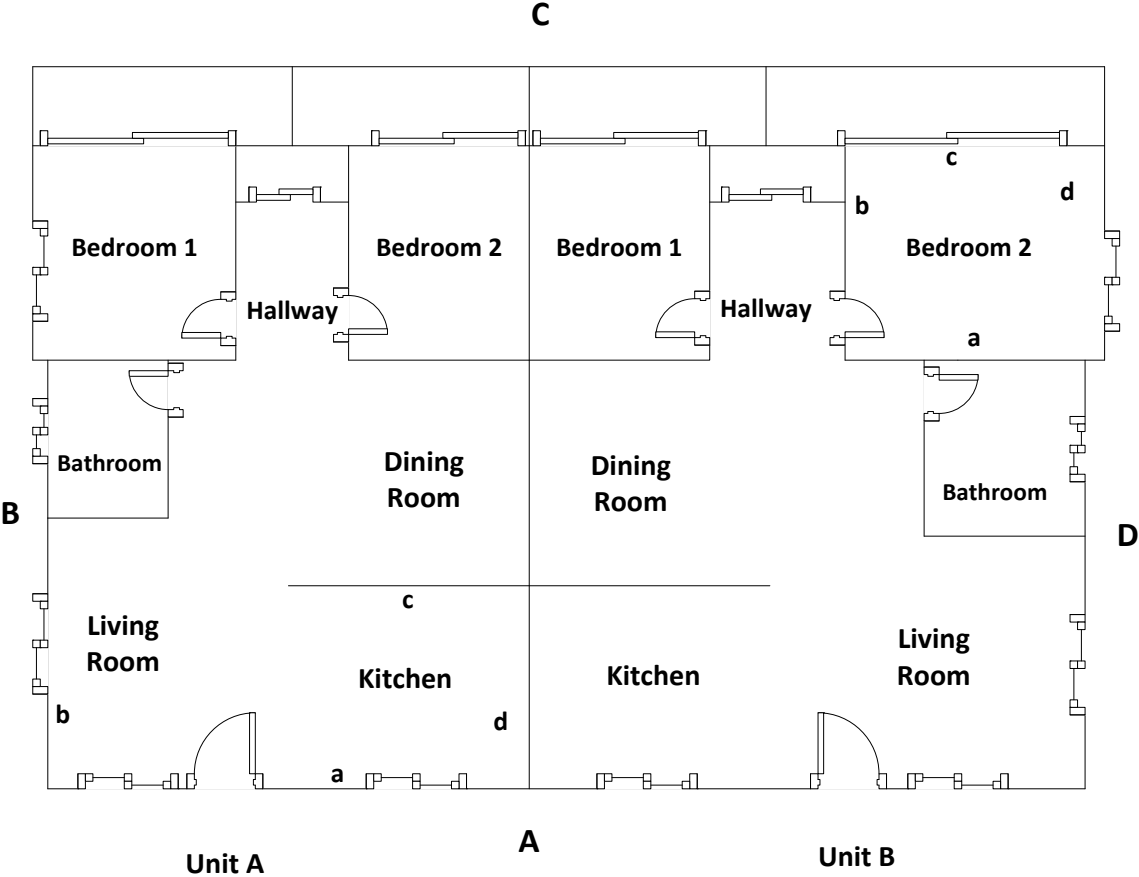 C
c
d
b
Bedroom 1
Bedroom 2
Bedroom 1
Bedroom 2
Hallway
Hallway
a
Bathroom
Dining
Room
Dining
Room
Bathroom
B
D
c
Living
Room
Kitchen
Kitchen
Living
Room
b
d
a
A
Unit A
Unit B